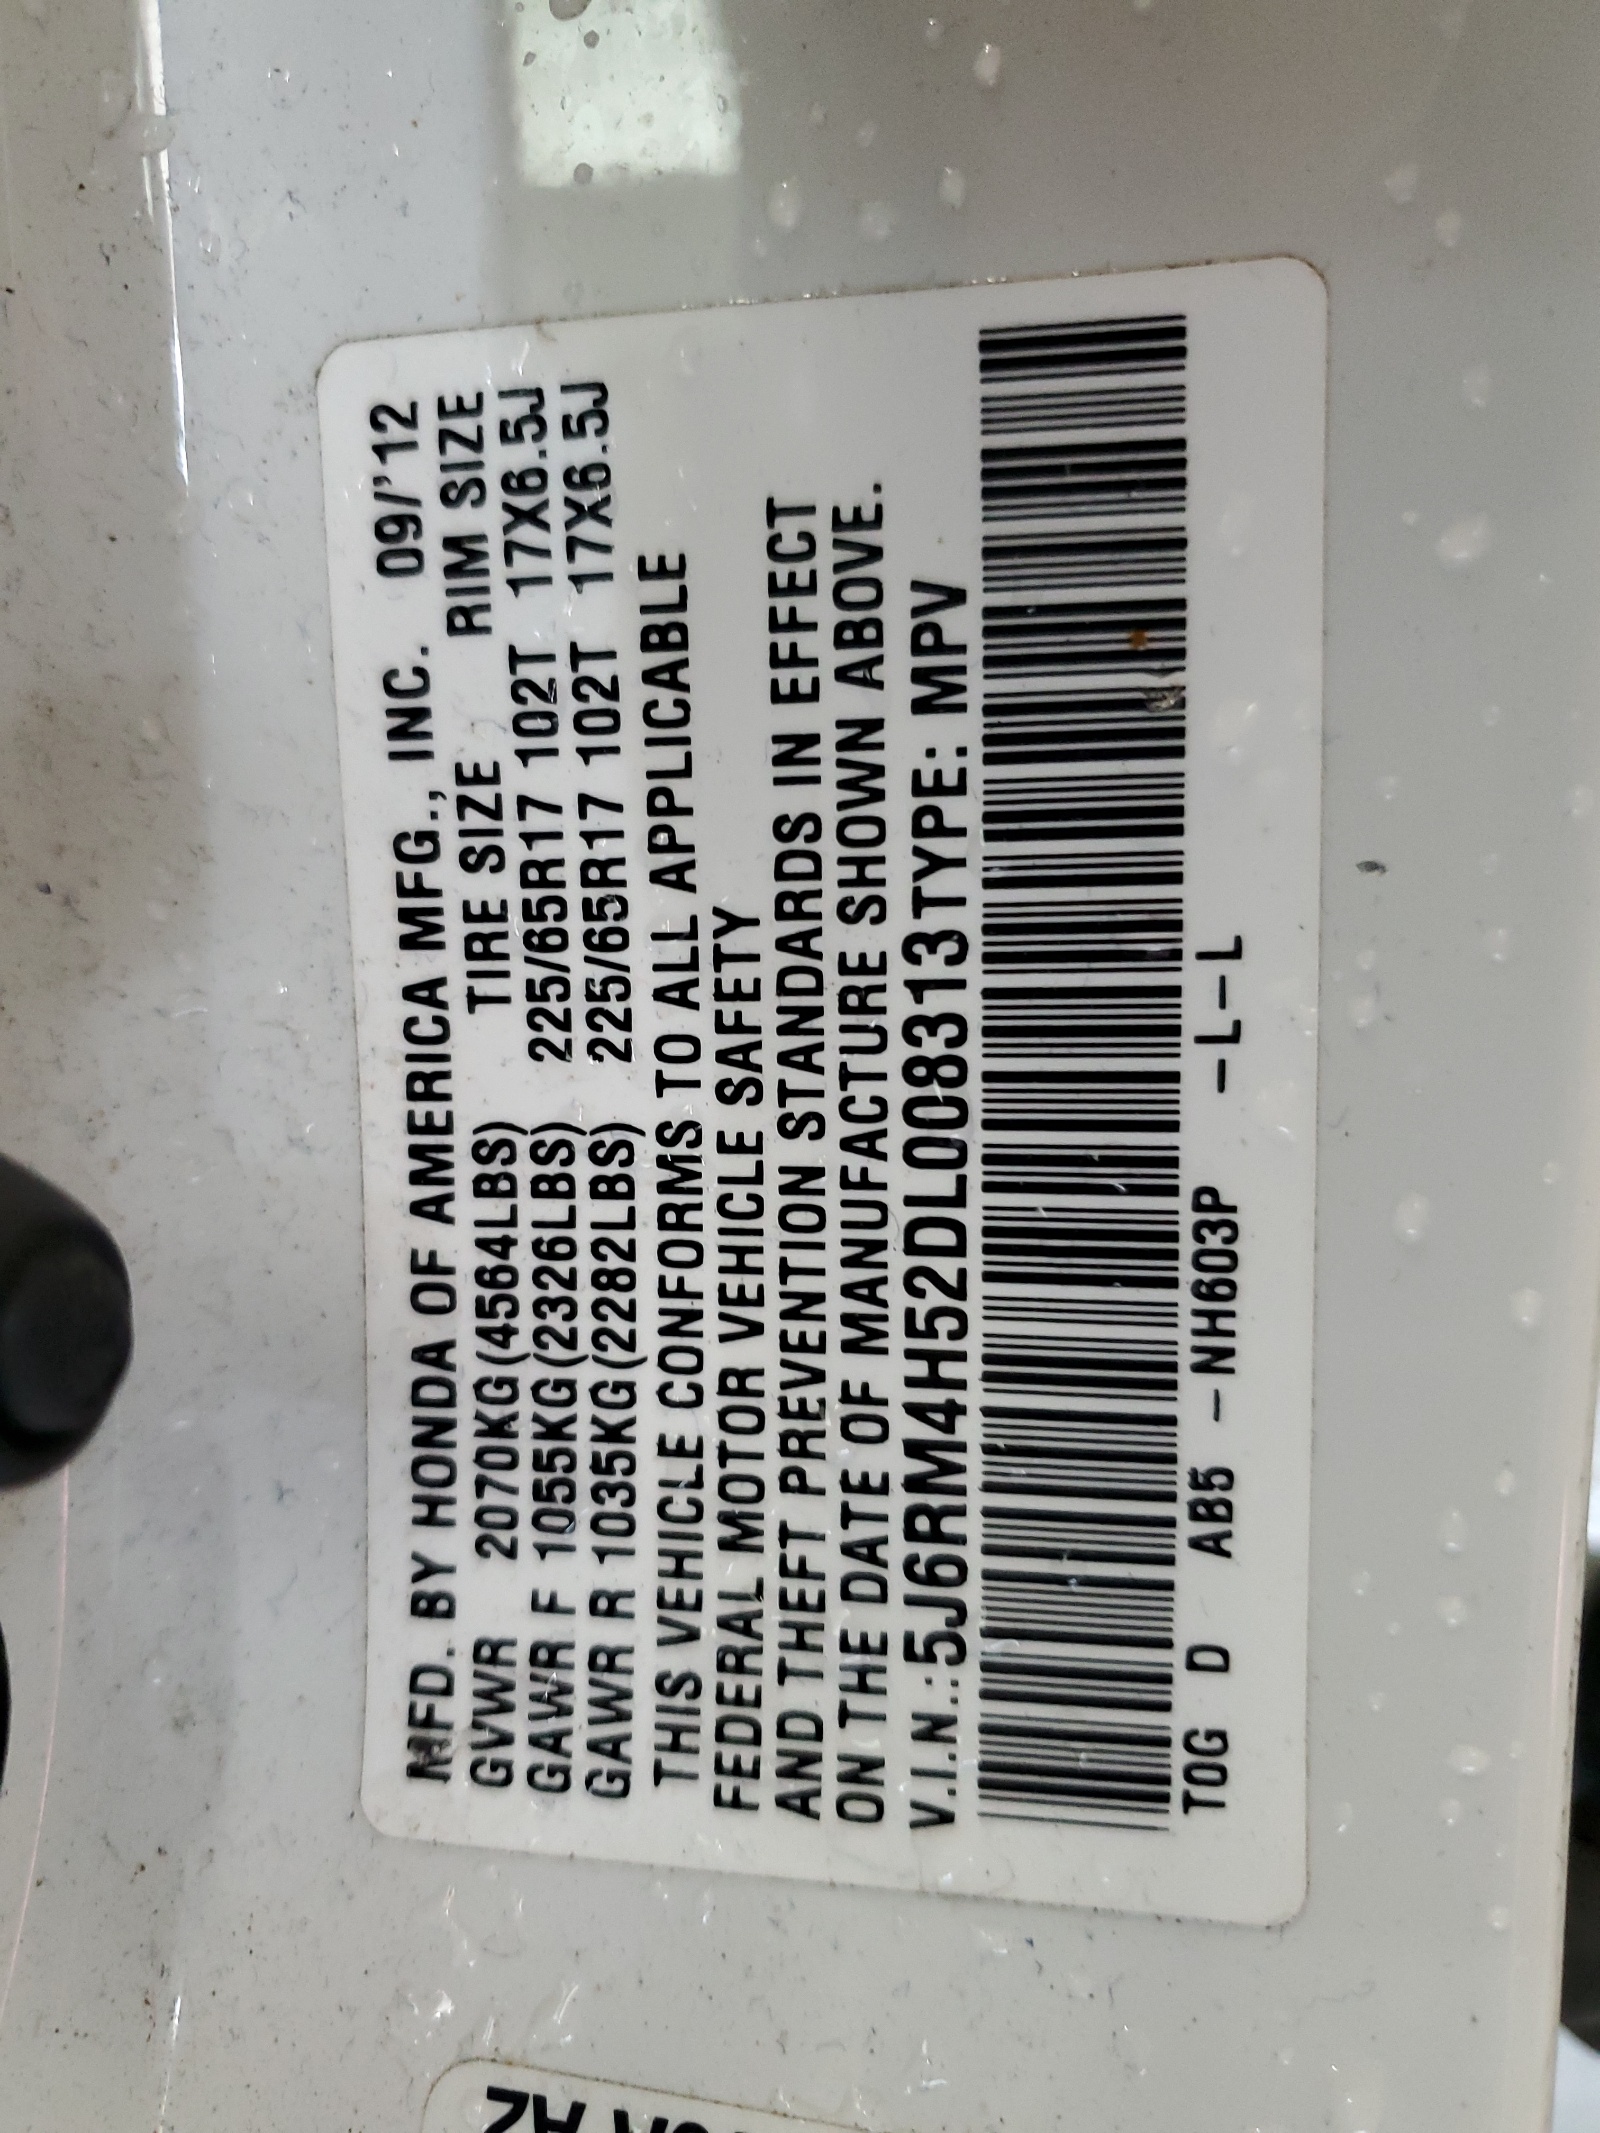 MFD. BY HONDA OF AMERICA MFG., INC. 09/'12
GVWR 2070KG(4564LBS) TIRE SIZE RIM SIZE
GAWR F 1055KG(2326LBS) 225/65R17 102T 17X6.5J
GAWR R 1035KG(2282LBS) 225/65R17 102T 17X6.5J
THIS VEHICLE CONFORMS TO ALL APPLICABLE
FEDERAL MOTOR VEHICLE SAFETY
AND THEFT PREVENTION STANDARDS IN EFFECT
ON THE DATE OF MANUFACTURE SHOWN ABOVE.
V.I.N.:5J6RM4H52DL008313TYPE: MPV
T0G D AB5 -NH603P -L-L